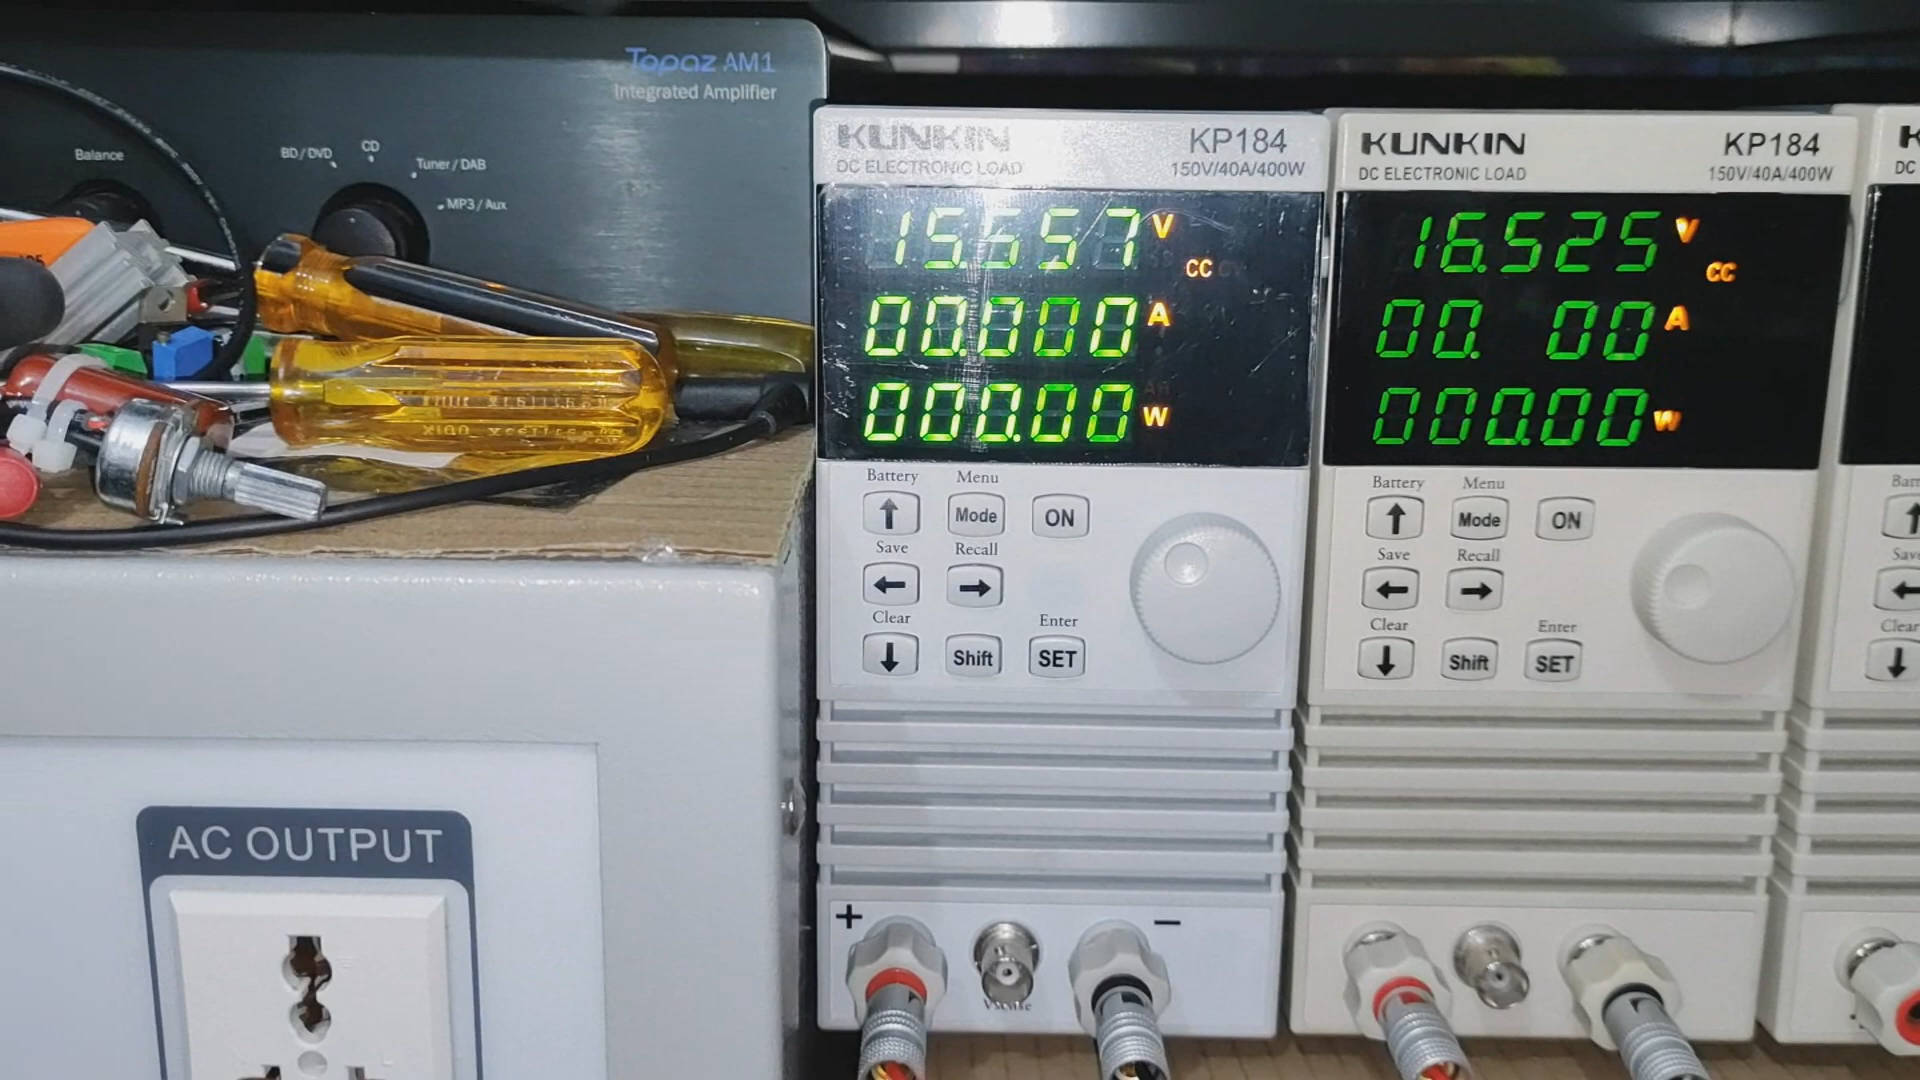 Topaz AM1
Integrated Amplifier
Balance
BD / DVD
CD
Tuner / DAB
MP3 / Aux
AC OUTPUT
KUNKIN
KP184
DC ELECTRONIC LOAD
150V/40A/400W
V
CC
00.000 A
000.00 W
Battery
Menu
Mode
ON
Save
Recall
Clear
Enter
Shift
SET
+
−
Vsense
KUNKIN
KP184
DC ELECTRONIC LOAD
150V/40A/400W
16.525 V
CC
00. 00 A
000.00 W
Battery
Menu
Mode
ON
Save
Recall
Clear
Enter
Shift
SET
DC